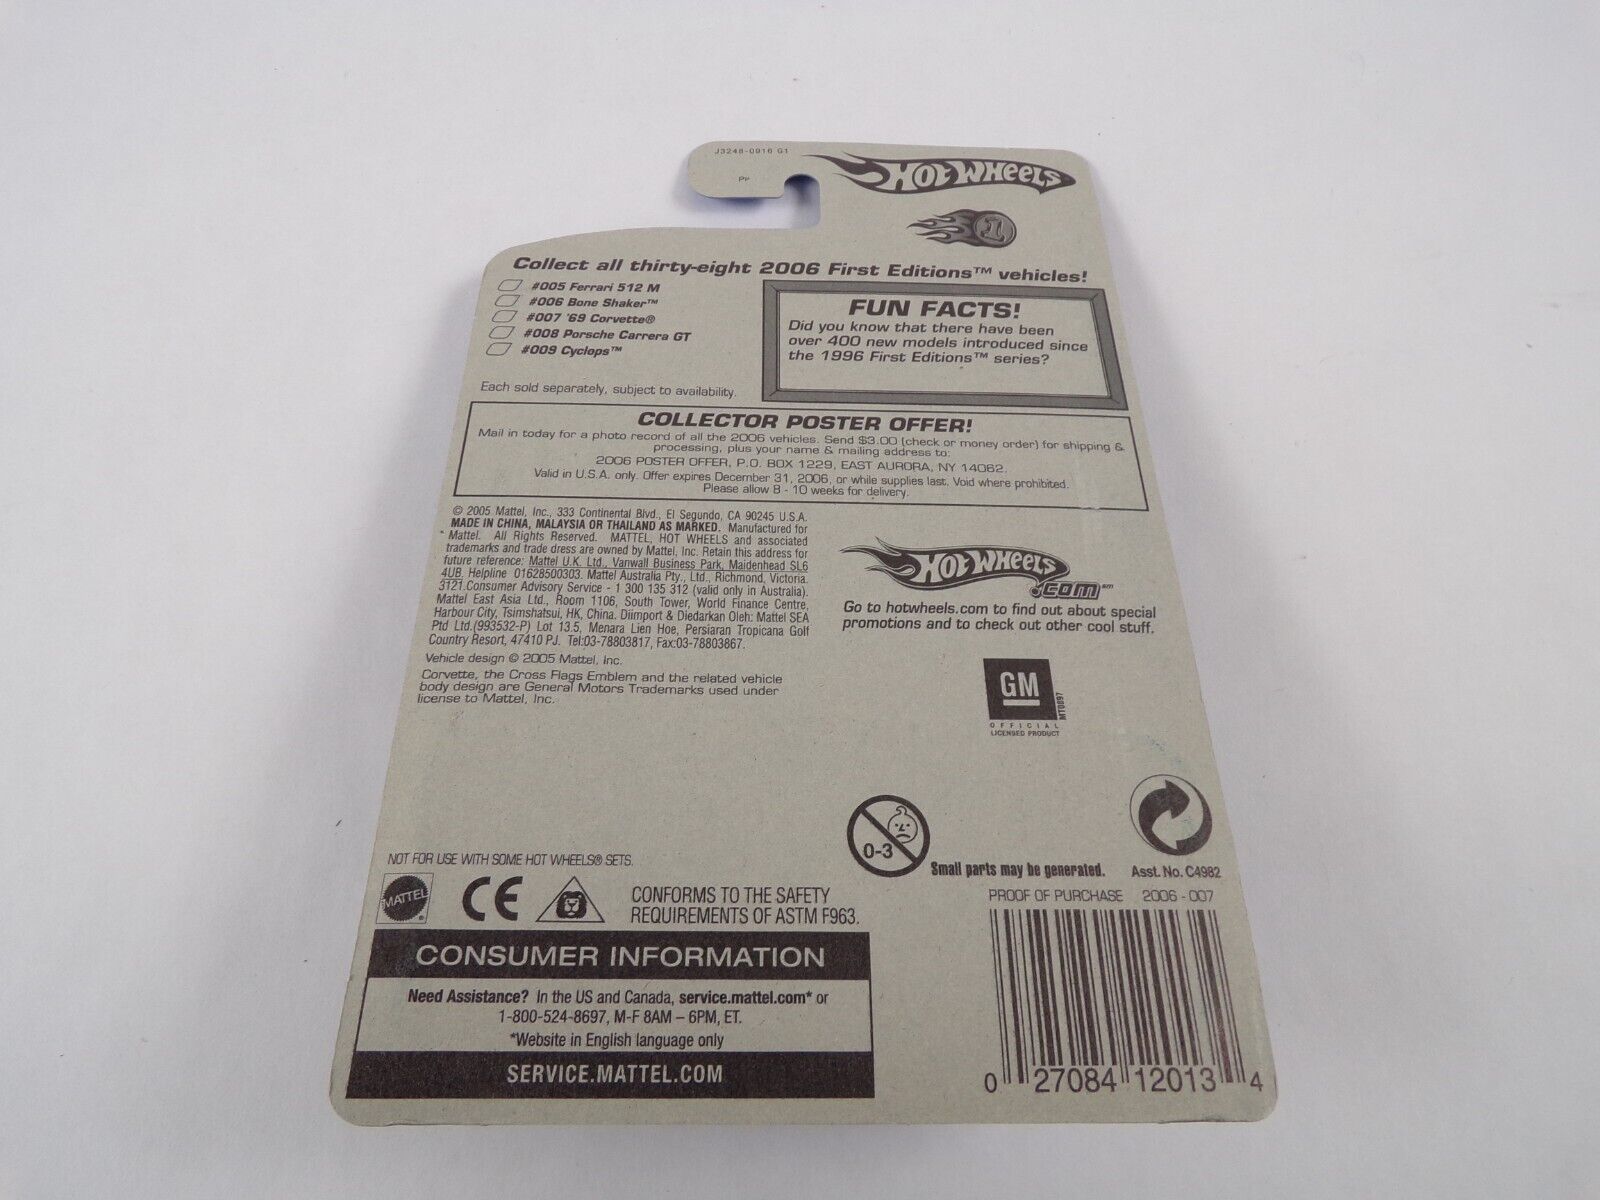 J3248-0916 G1
PP
HOT WHEELS
1
Collect all thirty-eight 2006 First Editions™ vehicles!
#005 Ferrari 512 M
#006 Bone Shaker™
#007 '69 Corvette®
#008 Porsche Carrera GT
#009 Cyclops™
Each sold separately, subject to availability.
FUN FACTS!
Did you know that there have been
over 400 new models introduced since
the 1996 First Editions™ series?
COLLECTOR POSTER OFFER!
Mail in today for a photo record of all the 2006 vehicles. Send $3.00 (check or money order) for shipping &
processing, plus your name & mailing address to:
2006 POSTER OFFER, P.O. BOX 1229, EAST AURORA, NY 14062.
Valid in U.S.A. only. Offer expires December 31, 2006, or while supplies last. Void where prohibited.
Please allow 8 - 10 weeks for delivery.
© 2005 Mattel, Inc., 333 Continental Blvd., El Segundo, CA 90245 U.S.A.
MADE IN CHINA, MALAYSIA OR THAILAND AS MARKED. Manufactured for
Mattel. All Rights Reserved. MATTEL, HOT WHEELS and associated
trademarks and trade dress are owned by Mattel, Inc. Retain this address for
future reference: Mattel U.K. Ltd., Vanwall Business Park, Maidenhead SL6
4UB. Helpline 01628500303. Mattel Australia Pty., Ltd., Richmond, Victoria.
3121.Consumer Advisory Service - 1 300 135 312 (valid only in Australia).
Mattel East Asia Ltd., Room 1106, South Tower, World Finance Centre,
Harbour City, Tsimshatsui, HK, China. Diimport & Diedarkan Oleh: Mattel SEA
Ptd Ltd.(993532-P) Lot 13.5, Menara Lien Hoe, Persiaran Tropicana Golf
Country Resort, 47410 PJ. Tel:03-78803817, Fax:03-78803867.
Vehicle design © 2005 Mattel, Inc.
Corvette, the Cross Flags Emblem and the related vehicle
body design are General Motors Trademarks used under
license to Mattel, Inc.
HOT WHEELS
.com℠
Go to hotwheels.com to find out about special
promotions and to check out other cool stuff.
GM
MT0897
OFFICIAL
LICENSED PRODUCT
0-3
Small parts may be generated.
Asst. No. C4982
NOT FOR USE WITH SOME HOT WHEELS® SETS.
MATTEL®
CE
CONFORMS TO THE SAFETY
REQUIREMENTS OF ASTM F963.
PROOF OF PURCHASE 2006 - 007
CONSUMER INFORMATION
Need Assistance? In the US and Canada, service.mattel.com* or
1-800-524-8697, M-F 8AM – 6PM, ET.
*Website in English language only
SERVICE.MATTEL.COM
0 27084 12013 4